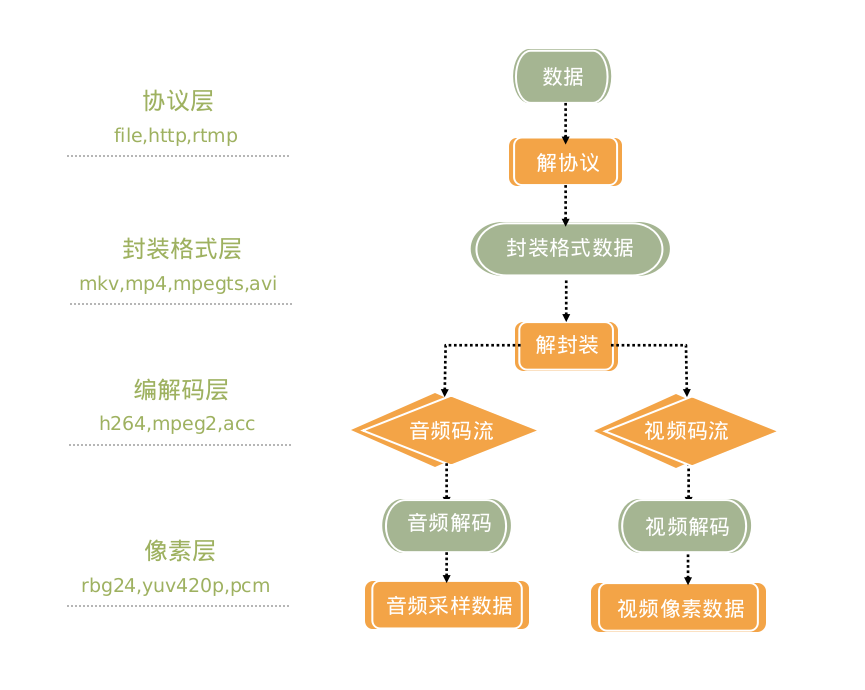 协议层
file,http,rtmp
封装格式层
mkv,mp4,mpegts,avi
编解码层
h264,mpeg2,acc
像素层
rbg24,yuv420p,pcm
数据
解协议
封装格式数据
解封装
音频码流
视频码流
音频解码
视频解码
音频采样数据
视频像素数据